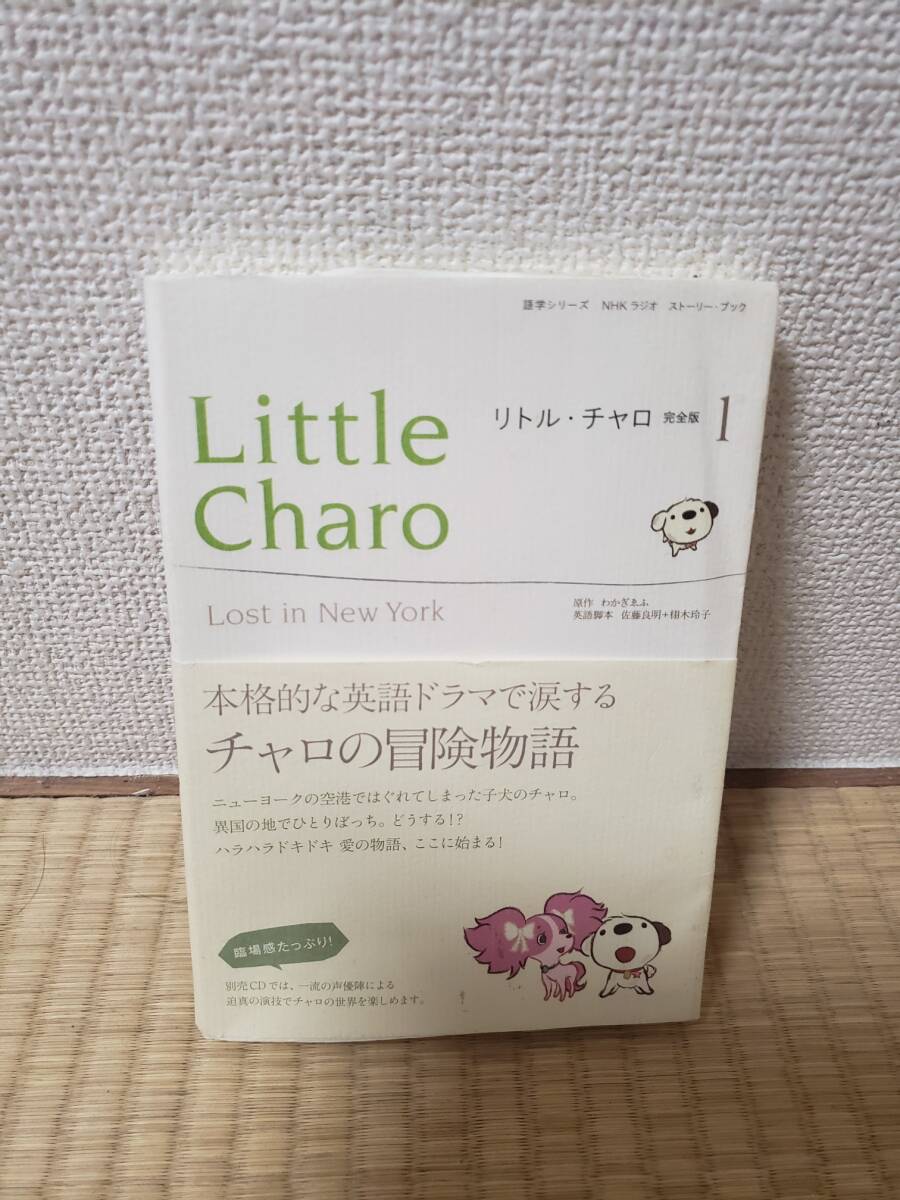 語学シリーズ NHKラジオ ストーリー・ブック
Little
Charo
リトル・チャロ 完全版 1
Lost in New York
原作 わかぎゑふ
英語脚本 佐藤良明+栩木玲子
本格的な英語ドラマで涙する
チャロの冒険物語
ニューヨークの空港ではぐれてしまった子犬のチャロ。
異国の地でひとりぼっち。どうする!?
ハラハラドキドキ 愛の物語、ここに始まる!
臨場感たっぷり!
別売CDでは、一流の声優陣による
迫真の演技でチャロの世界を楽しめます。